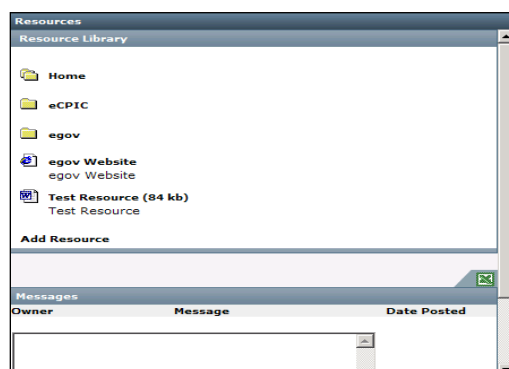 Resources
Resource Library
Home
eCPIC
egov
egov Website
egov Website
Test Resource (84 kb)
Test Resource
Add Resource
Messages
Owner Message Date Posted